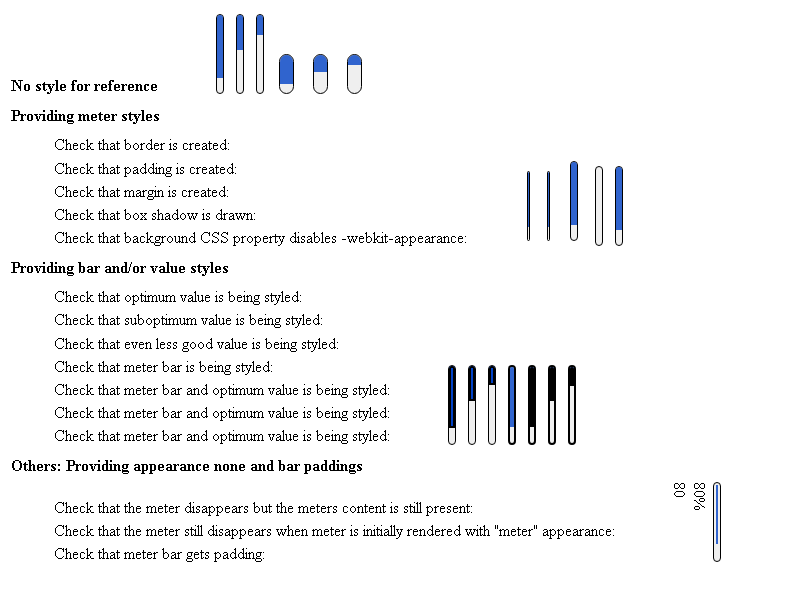 No style for reference
Providing meter styles
Check that border is created:
Check that padding is created:
Check that margin is created:
Check that box shadow is drawn:
Check that background CSS property disables -webkit-appearance:
Providing bar and/or value styles
Check that optimum value is being styled:
Check that suboptimum value is being styled:
Check that even less good value is being styled:
Check that meter bar is being styled:
Check that meter bar and optimum value is being styled:
Check that meter bar and optimum value is being styled:
Check that meter bar and optimum value is being styled:
Others: Providing appearance none and bar paddings
Check that the meter disappears but the meters content is still present:
Check that the meter still disappears when meter is initially rendered with "meter" appearance:
Check that meter bar gets padding:
80
80%